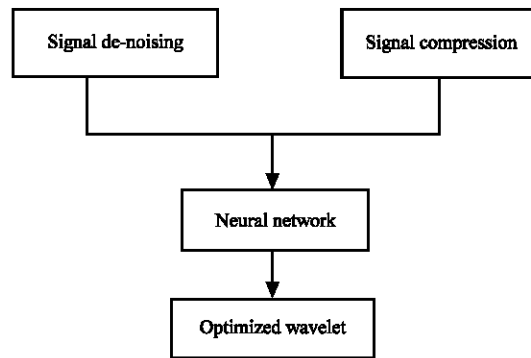 Signal de-noising
Signal compression
Neural network
Optimized wavelet